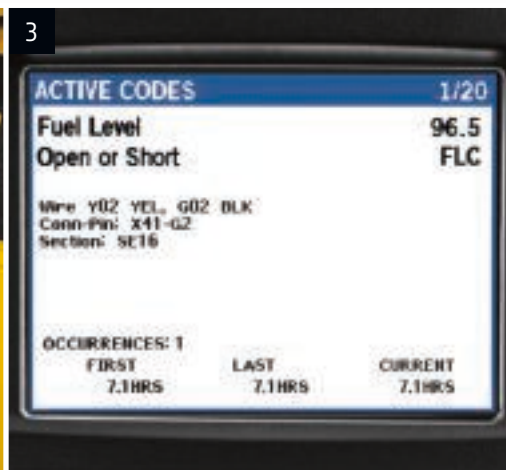 3
ACTIVE CODES 1/20
Fuel Level 96.5
Open or Short FLC
Wire Y02 YEL, G02 BLK
Conn-Pin: X41-G2
Section: SE16
OCCURRENCES: 1
FIRST LAST CURRENT
7.1HRS 7.1HRS 7.1HRS